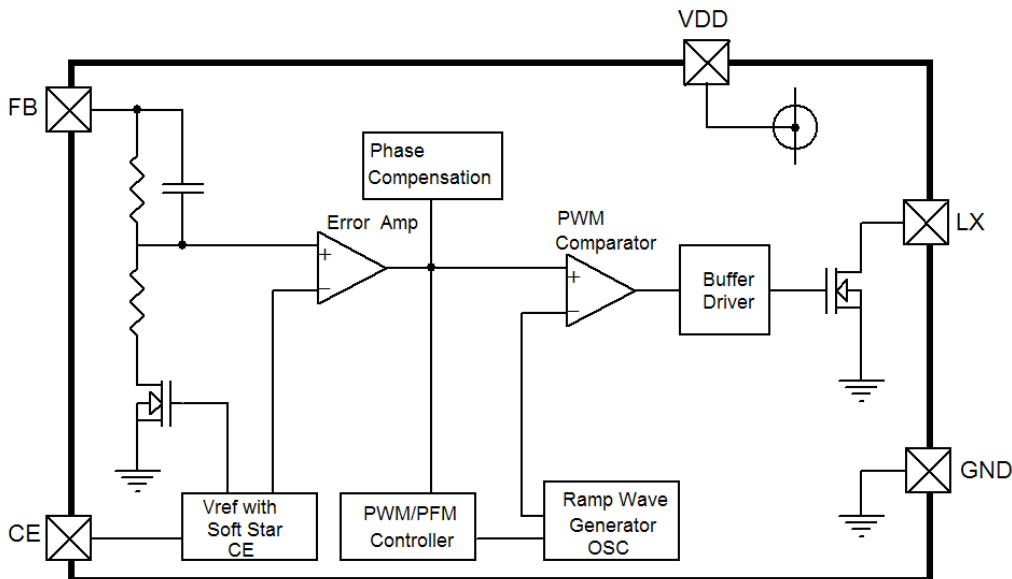 VDD
FB
Phase
Compensation
Error Amp
+
−
PWM
Comparator
+
−
Buffer
Driver
LX
GND
CE
Vref with
Soft Star
CE
PWM/PFM
Controller
Ramp Wave
Generator
OSC